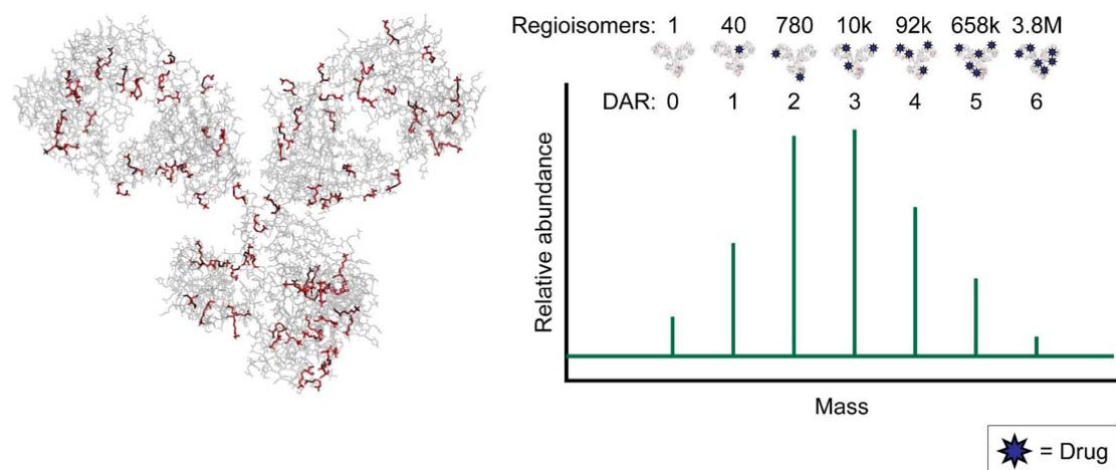 Regioisomers: 1 40 780 10k 92k 658k 3.8M
DAR: 0 1 2 3 4 5 6
Relative abundance
Mass
= Drug